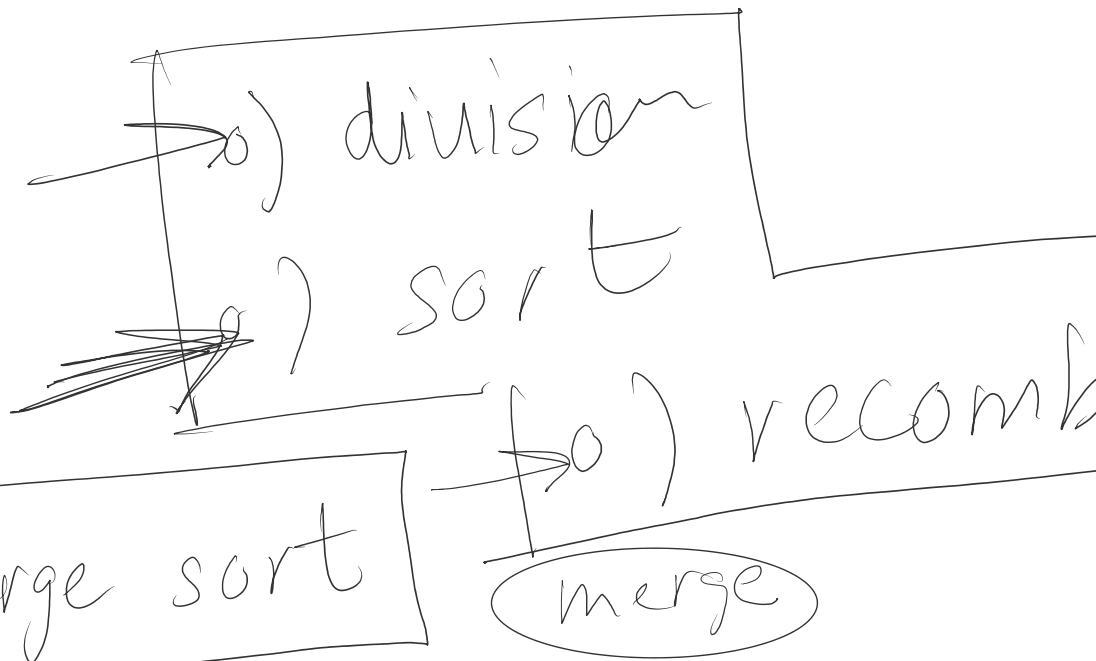 o) division
o) sort
o) recomb
rge sort
merge